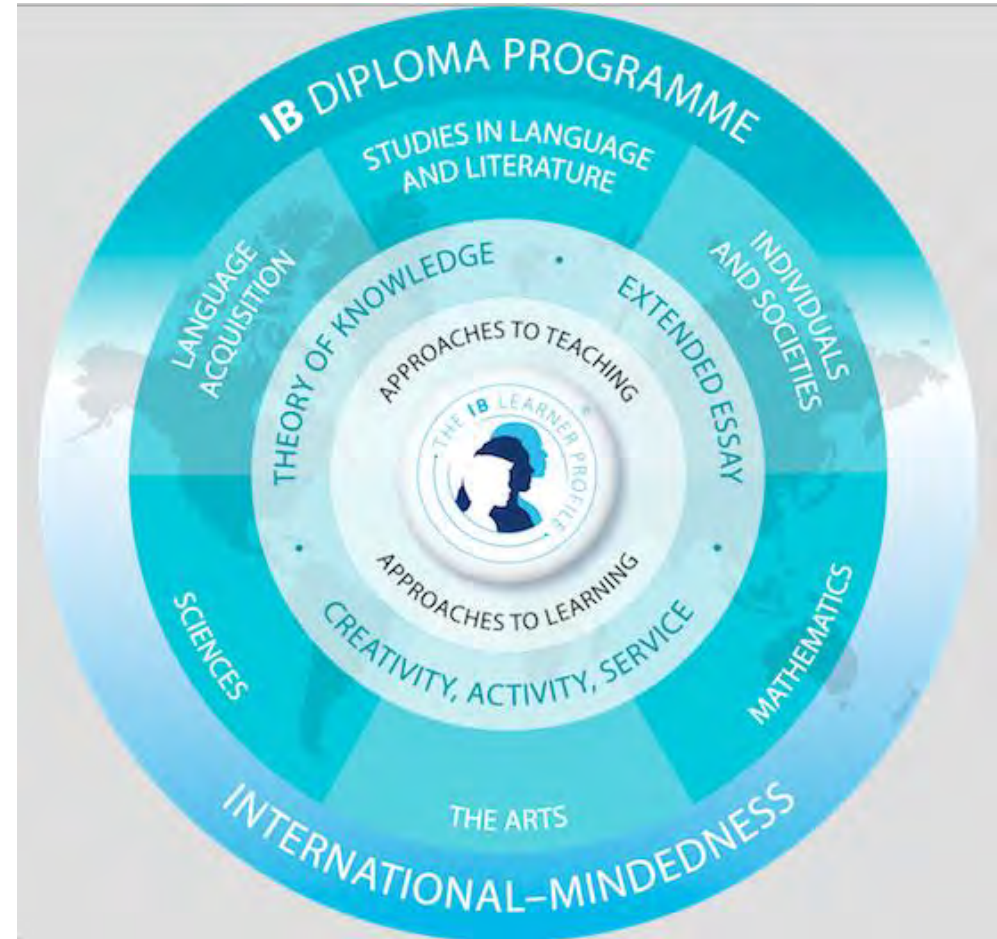 IB DIPLOMA PROGRAMME
STUDIES IN LANGUAGE
AND LITERATURE
LANGUAGE
ACQUISITION
INDIVIDUALS
AND SOCIETIES
THEORY OF KNOWLEDGE
EXTENDED ESSAY
APPROACHES TO TEACHING
THE IB LEARNER PROFILE
APPROACHES TO LEARNING
CREATIVITY, ACTIVITY, SERVICE
SCIENCES
MATHEMATICS
THE ARTS
INTERNATIONAL–MINDEDNESS